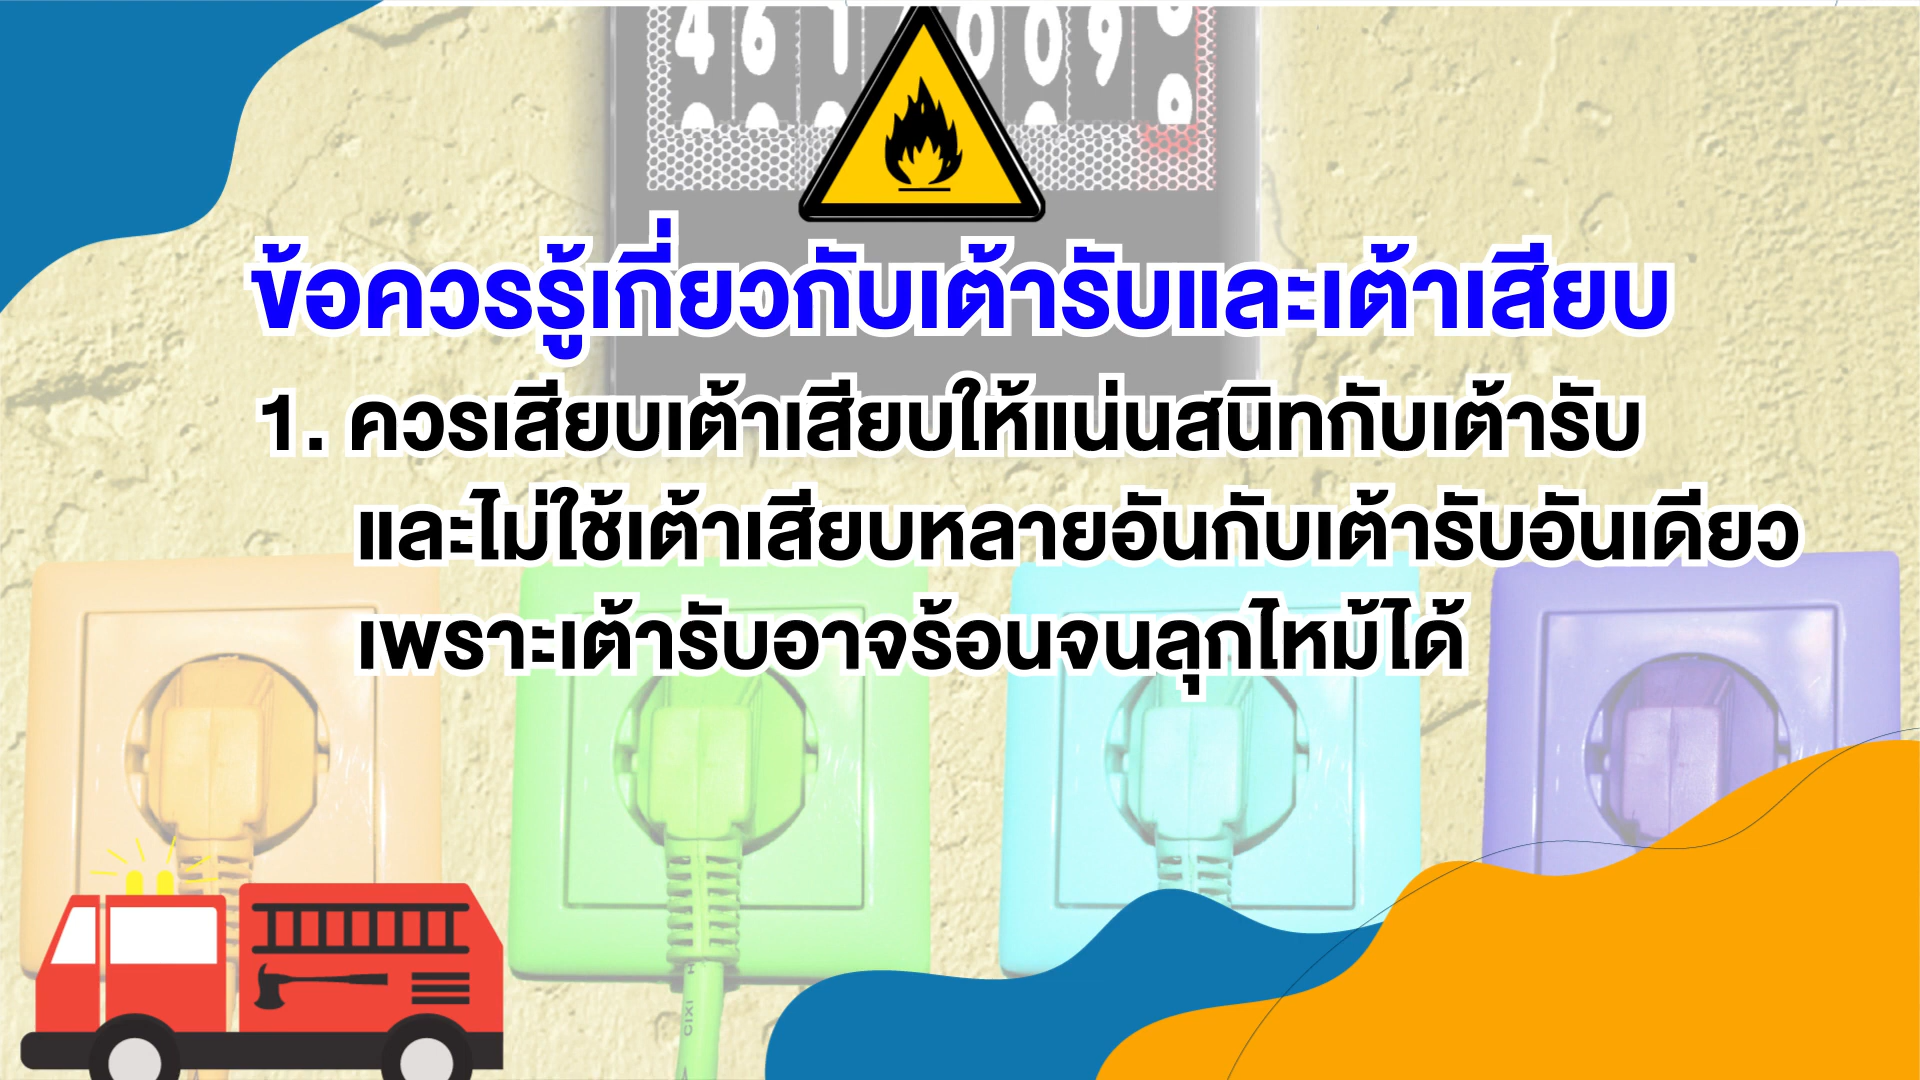 461 009
ข้อควรรู้เกี่ยวกับเต้ารับและเต้าเสียบ
1. ควรเสียบเต้าเสียบให้แน่นสนิทกับเต้ารับ
และไม่ใช้เต้าเสียบหลายอันกับเต้ารับอันเดียว
เพราะเต้ารับอาจร้อนจนลุกไหม้ได้
CIXI